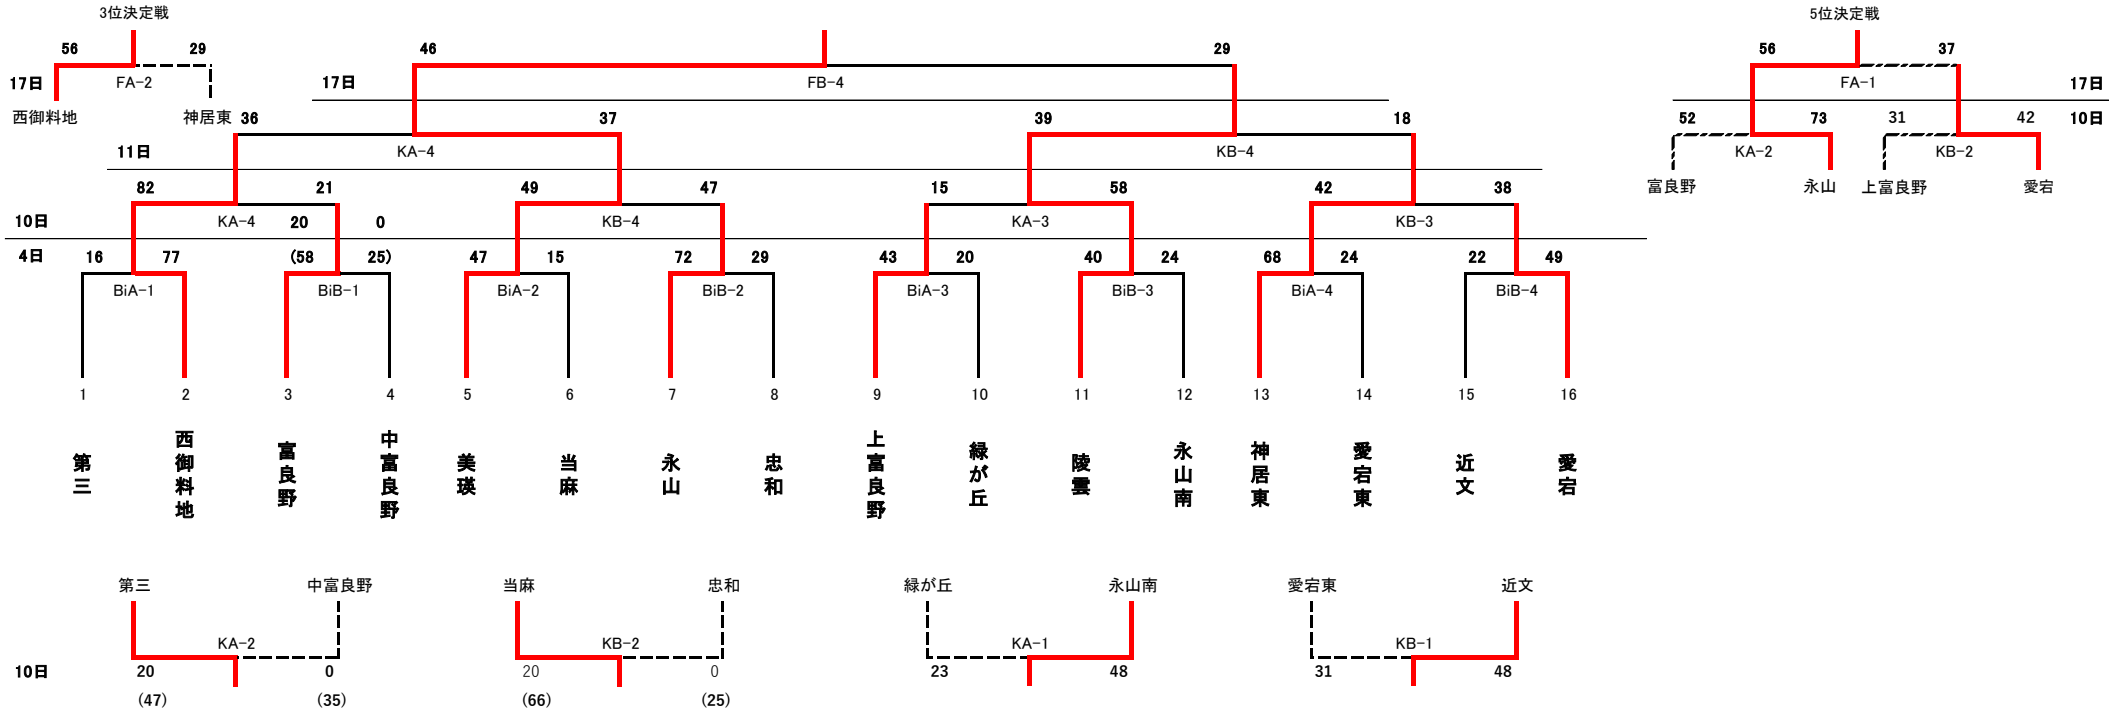 3位決定戦 5位決定戦
56 29 46 29 56 37
17日 FA-2 17日 FB-4 FA-1 17日
西御料地 神居東 36 37 39 18 52 73 31 42 10日
11日 KA-4 KB-4 KA-2 KB-2
82 21 49 47 15 58 42 38 富良野 永山 上富良野 愛宕
10日 KA-4 20 0 KB-4 KA-3 KB-3
4日 16 77 (58 25) 47 15 72 29 43 20 40 24 68 24 22 49
BiA-1 BiB-1 BiA-2 BiB-2 BiA-3 BiB-3 BiA-4 BiB-4
1 2 3 4 5 6 7 8 9 10 11 12 13 14 15 16
第三 西御料地 富良野 中富良野 美瑛 当麻 永山 忠和 上富良野 緑が丘 陵雲 永山南 神居東 愛宕東 近文 愛宕
第三 中富良野 当麻 忠和 緑が丘 永山南 愛宕東 近文
KA-2 KB-2 KA-1 KB-1
10日 20 0 20 0 23 48 31 48
(47) (35) (66) (25)